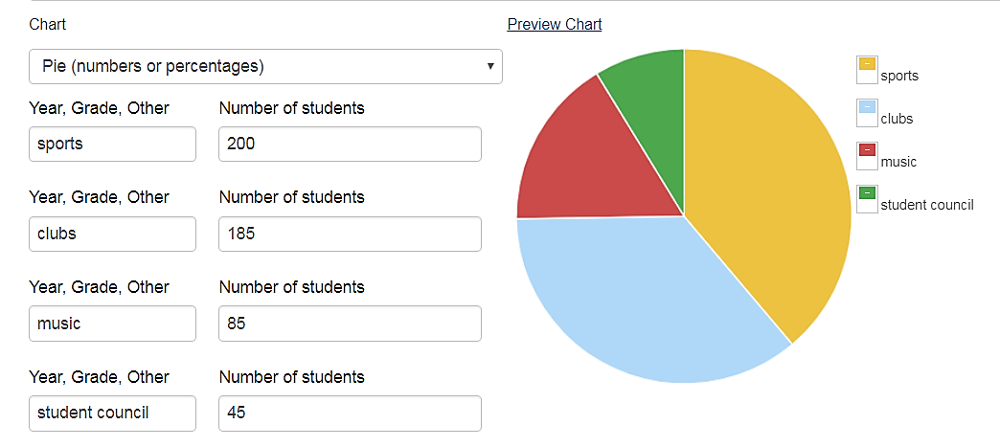 Chart
Pie (numbers or percentages)
Year, Grade, Other Number of students
sports 200
Year, Grade, Other Number of students
clubs 185
Year, Grade, Other Number of students
music 85
Year, Grade, Other Number of students
student council 45
Preview Chart
sports
clubs
music
student council